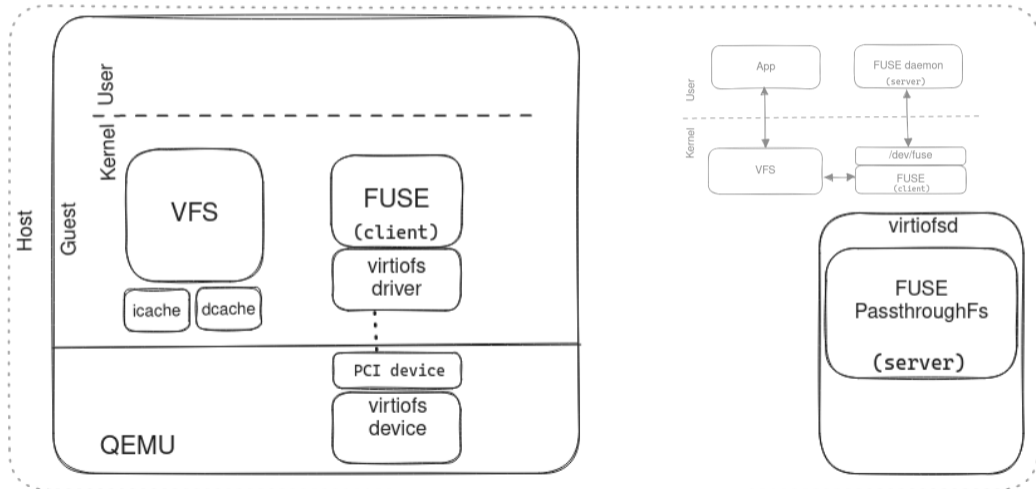 Host
Guest
User
Kernel
VFS
icache
dcache
FUSE
(client)
virtiofs
driver
PCI device
virtiofs
device
QEMU
User
Kernel
App
FUSE daemon
(server)
VFS
/dev/fuse
FUSE
(client)
virtiofsd
FUSE
PassthroughFs
(server)